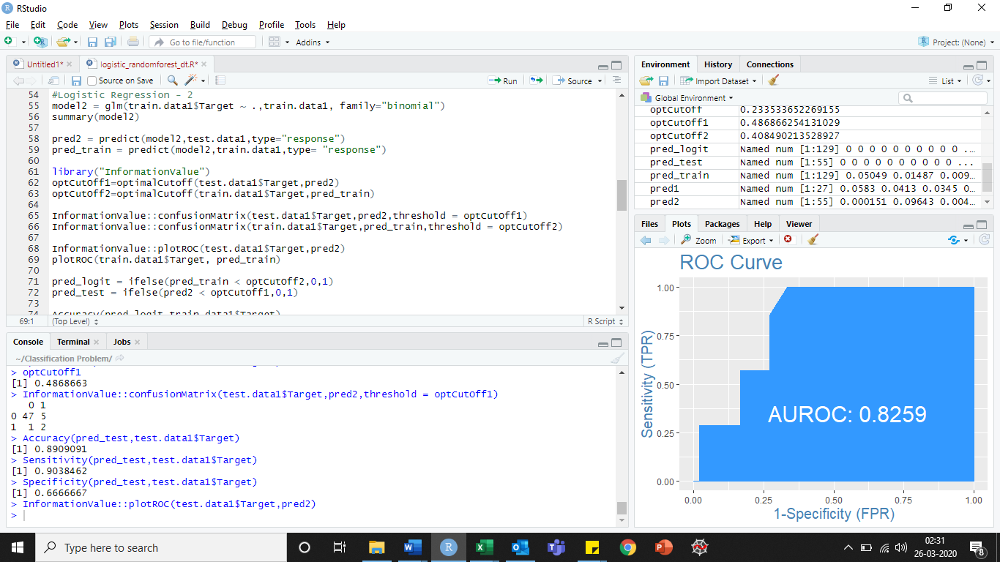 RStudio
File Edit Code View Plots Session Build Debug Profile Tools Help
Go to file/function Addins Project: (None)
Untitled1* logistic_randomforest_dt.R*
Source on Save Run Source
54 #Logistic Regression - 2
55 model2 = glm(train.data1$Target ~ .,train.data1, family="binomial")
56 summary(model2)
57
58 pred2 = predict(model2,test.data1,type="response")
59 pred_train = predict(model2,train.data1,type= "response")
60
61 library("InformationValue")
62 optCutOff1=optimalCutoff(test.data1$Target,pred2)
63 optCutOff2=optimalCutoff(train.data1$Target,pred_train)
64
65 InformationValue::confusionMatrix(test.data1$Target,pred2,threshold = optCutOff1)
66 InformationValue::confusionMatrix(train.data1$Target,pred_train,threshold = optCutOff2)
67
68 InformationValue::plotROC(test.data1$Target,pred2)
69 plotROC(train.data1$Target, pred_train)
70
71 pred_logit = ifelse(pred_train < optCutOff2,0,1)
72 pred_test = ifelse(pred2 < optCutOff1,0,1)
73
74 Accuracy(pred_logit,train.data1$Target)
69:1 (Top Level) R Script
Console Terminal Jobs
~/Classification Problem/
> optCutOff1
[1] 0.4868663
> InformationValue::confusionMatrix(test.data1$Target,pred2,threshold = optCutOff1)
0 1
0 47 5
1 1 2
> Accuracy(pred_test,test.data1$Target)
[1] 0.8909091
> Sensitivity(pred_test,test.data1$Target)
[1] 0.9038462
> Specificity(pred_test,test.data1$Target)
[1] 0.6666667
> InformationValue::plotROC(test.data1$Target,pred2)
>
Environment History Connections
Import Dataset List
Global Environment
optCutOff 0.233533652269155
optCutOff1 0.486866254131029
optCutOff2 0.408490213528927
pred_logit Named num [1:129] 0 0 0 0 0 0 0 0 0 0 ...
pred_test Named num [1:55] 0 0 0 0 0 0 0 0 0 0 ...
pred_train Named num [1:129] 0.05049 0.01487 0.009...
pred1 Named num [1:27] 0.0583 0.0413 0.0345 0...
pred2 Named num [1:55] 0.000151 0.09643 0.004...
Files Plots Packages Help Viewer
Zoom Export
ROC Curve
1.00
0.75
0.50
0.25
0.00
Sensitivity (TPR)
AUROC: 0.8259
0.00 0.25 0.50 0.75 1.00
1-Specificity (FPR)
Type here to search
02:31
26-03-2020
8